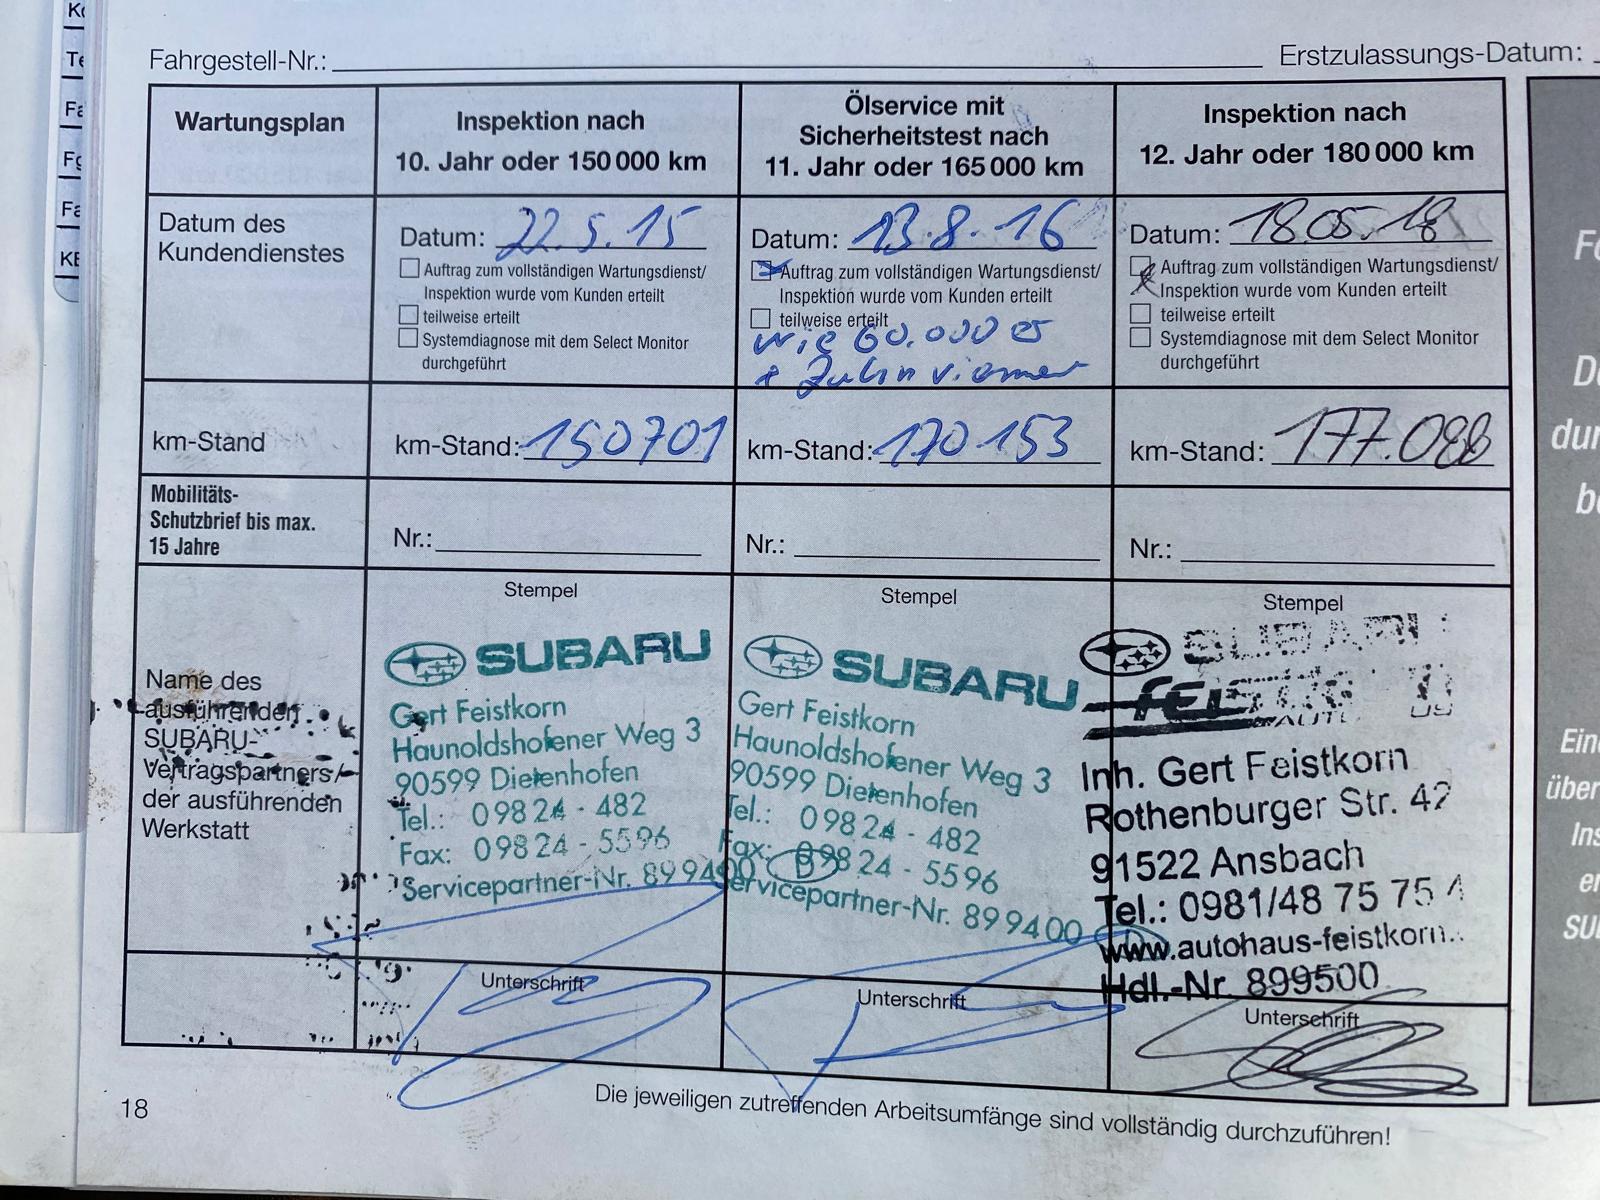 Fahrgestell-Nr.:
Erstzulassungs-Datum:
Wartungsplan
Inspektion nach
10. Jahr oder 150 000 km
Ölservice mit
Sicherheitstest nach
11. Jahr oder 165 000 km
Inspektion nach
12. Jahr oder 180 000 km
Datum des
Kundendienstes
Datum: 22.5.15
Auftrag zum vollständigen Wartungsdienst/
Inspektion wurde vom Kunden erteilt
teilweise erteilt
Systemdiagnose mit dem Select Monitor
durchgeführt
Datum: 13.8.16
Auftrag zum vollständigen Wartungsdienst/
Inspektion wurde vom Kunden erteilt
teilweise erteilt
wie 60.000
+ Zahnriemen
Datum: 18.05.18
Auftrag zum vollständigen Wartungsdienst/
Inspektion wurde vom Kunden erteilt
teilweise erteilt
Systemdiagnose mit dem Select Monitor
durchgeführt
km-Stand
km-Stand: 150701
km-Stand: 170.153
km-Stand: 177.088
Mobilitäts-
Schutzbrief bis max.
15 Jahre
Nr.:
Nr.:
Nr.:
Name des
ausführenden
SUBARU-
Vertragspartners/
der ausführenden
Werkstatt
Stempel
SUBARU
Gert Feistkorn
Haunoldshofener Weg 3
90599 Dietenhofen
Tel.: 09824 - 482
Fax: 09824 - 5596
Servicepartner-Nr. 899400
Unterschrift
Stempel
SUBARU
Gert Feistkorn
Haunoldshofener Weg 3
90599 Dietenhofen
Tel.: 09824 - 482
Fax: 09824 - 5596
Servicepartner-Nr. 899400
Unterschrift
Stempel
SUBARU
Inh. Gert Feistkorn
Rothenburger Str. 42
91522 Ansbach
Tel.: 0981/48 75 75 1
www.autohaus-feistkorn.
Hdl.-Nr. 899500
Unterschrift
18
Die jeweiligen zutreffenden Arbeitsumfänge sind vollständig durchzuführen!